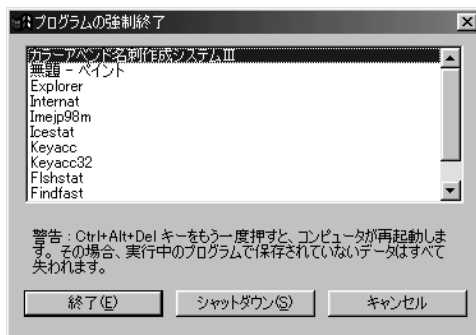 プログラムの強制終了
カラーアペンド名刺作成システムⅢ
無題 - ペイント
Explorer
Internat
Imejp98m
Icestat
Keyacc
Keyacc32
Flshstat
Findfast
警告 : Ctrl+Alt+Del キーをもう一度押すと、コンピュータが再起動しま
す。その場合、実行中のプログラムで保存されていないデータはすべて
失われます。
終了(E) シャットダウン(S) キャンセル